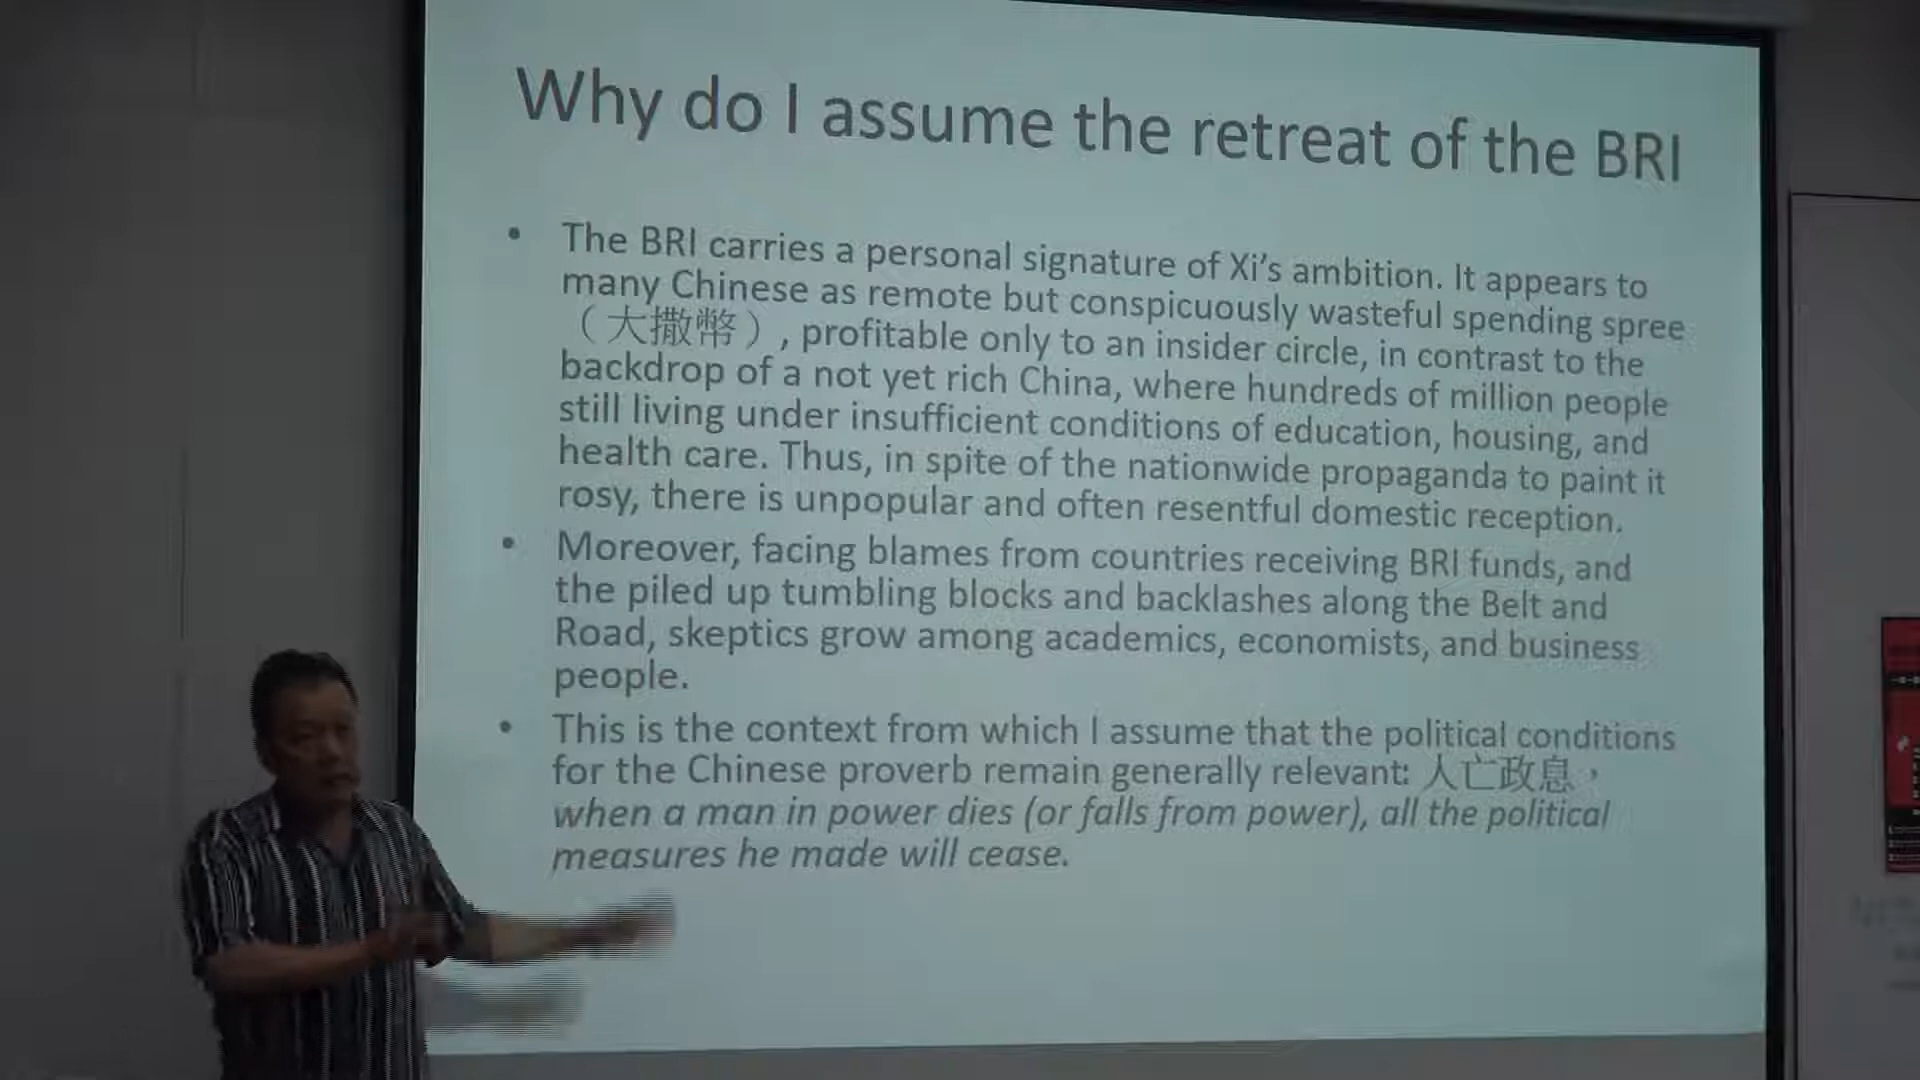 Why do I assume the retreat of the BRI
• The BRI carries a personal signature of Xi's ambition. It appears to
many Chinese as remote but conspicuously wasteful spending spree
（大撒幣）, profitable only to an insider circle, in contrast to the
backdrop of a not yet rich China, where hundreds of million people
still living under insufficient conditions of education, housing, and
health care. Thus, in spite of the nationwide propaganda to paint it
rosy, there is unpopular and often resentful domestic reception.
• Moreover, facing blames from countries receiving BRI funds, and
the piled up tumbling blocks and backlashes along the Belt and
Road, skeptics grow among academics, economists, and business
people.
• This is the context from which I assume that the political conditions
for the Chinese proverb remain generally relevant: 人亡政息，
when a man in power dies (or falls from power), all the political
measures he made will cease.